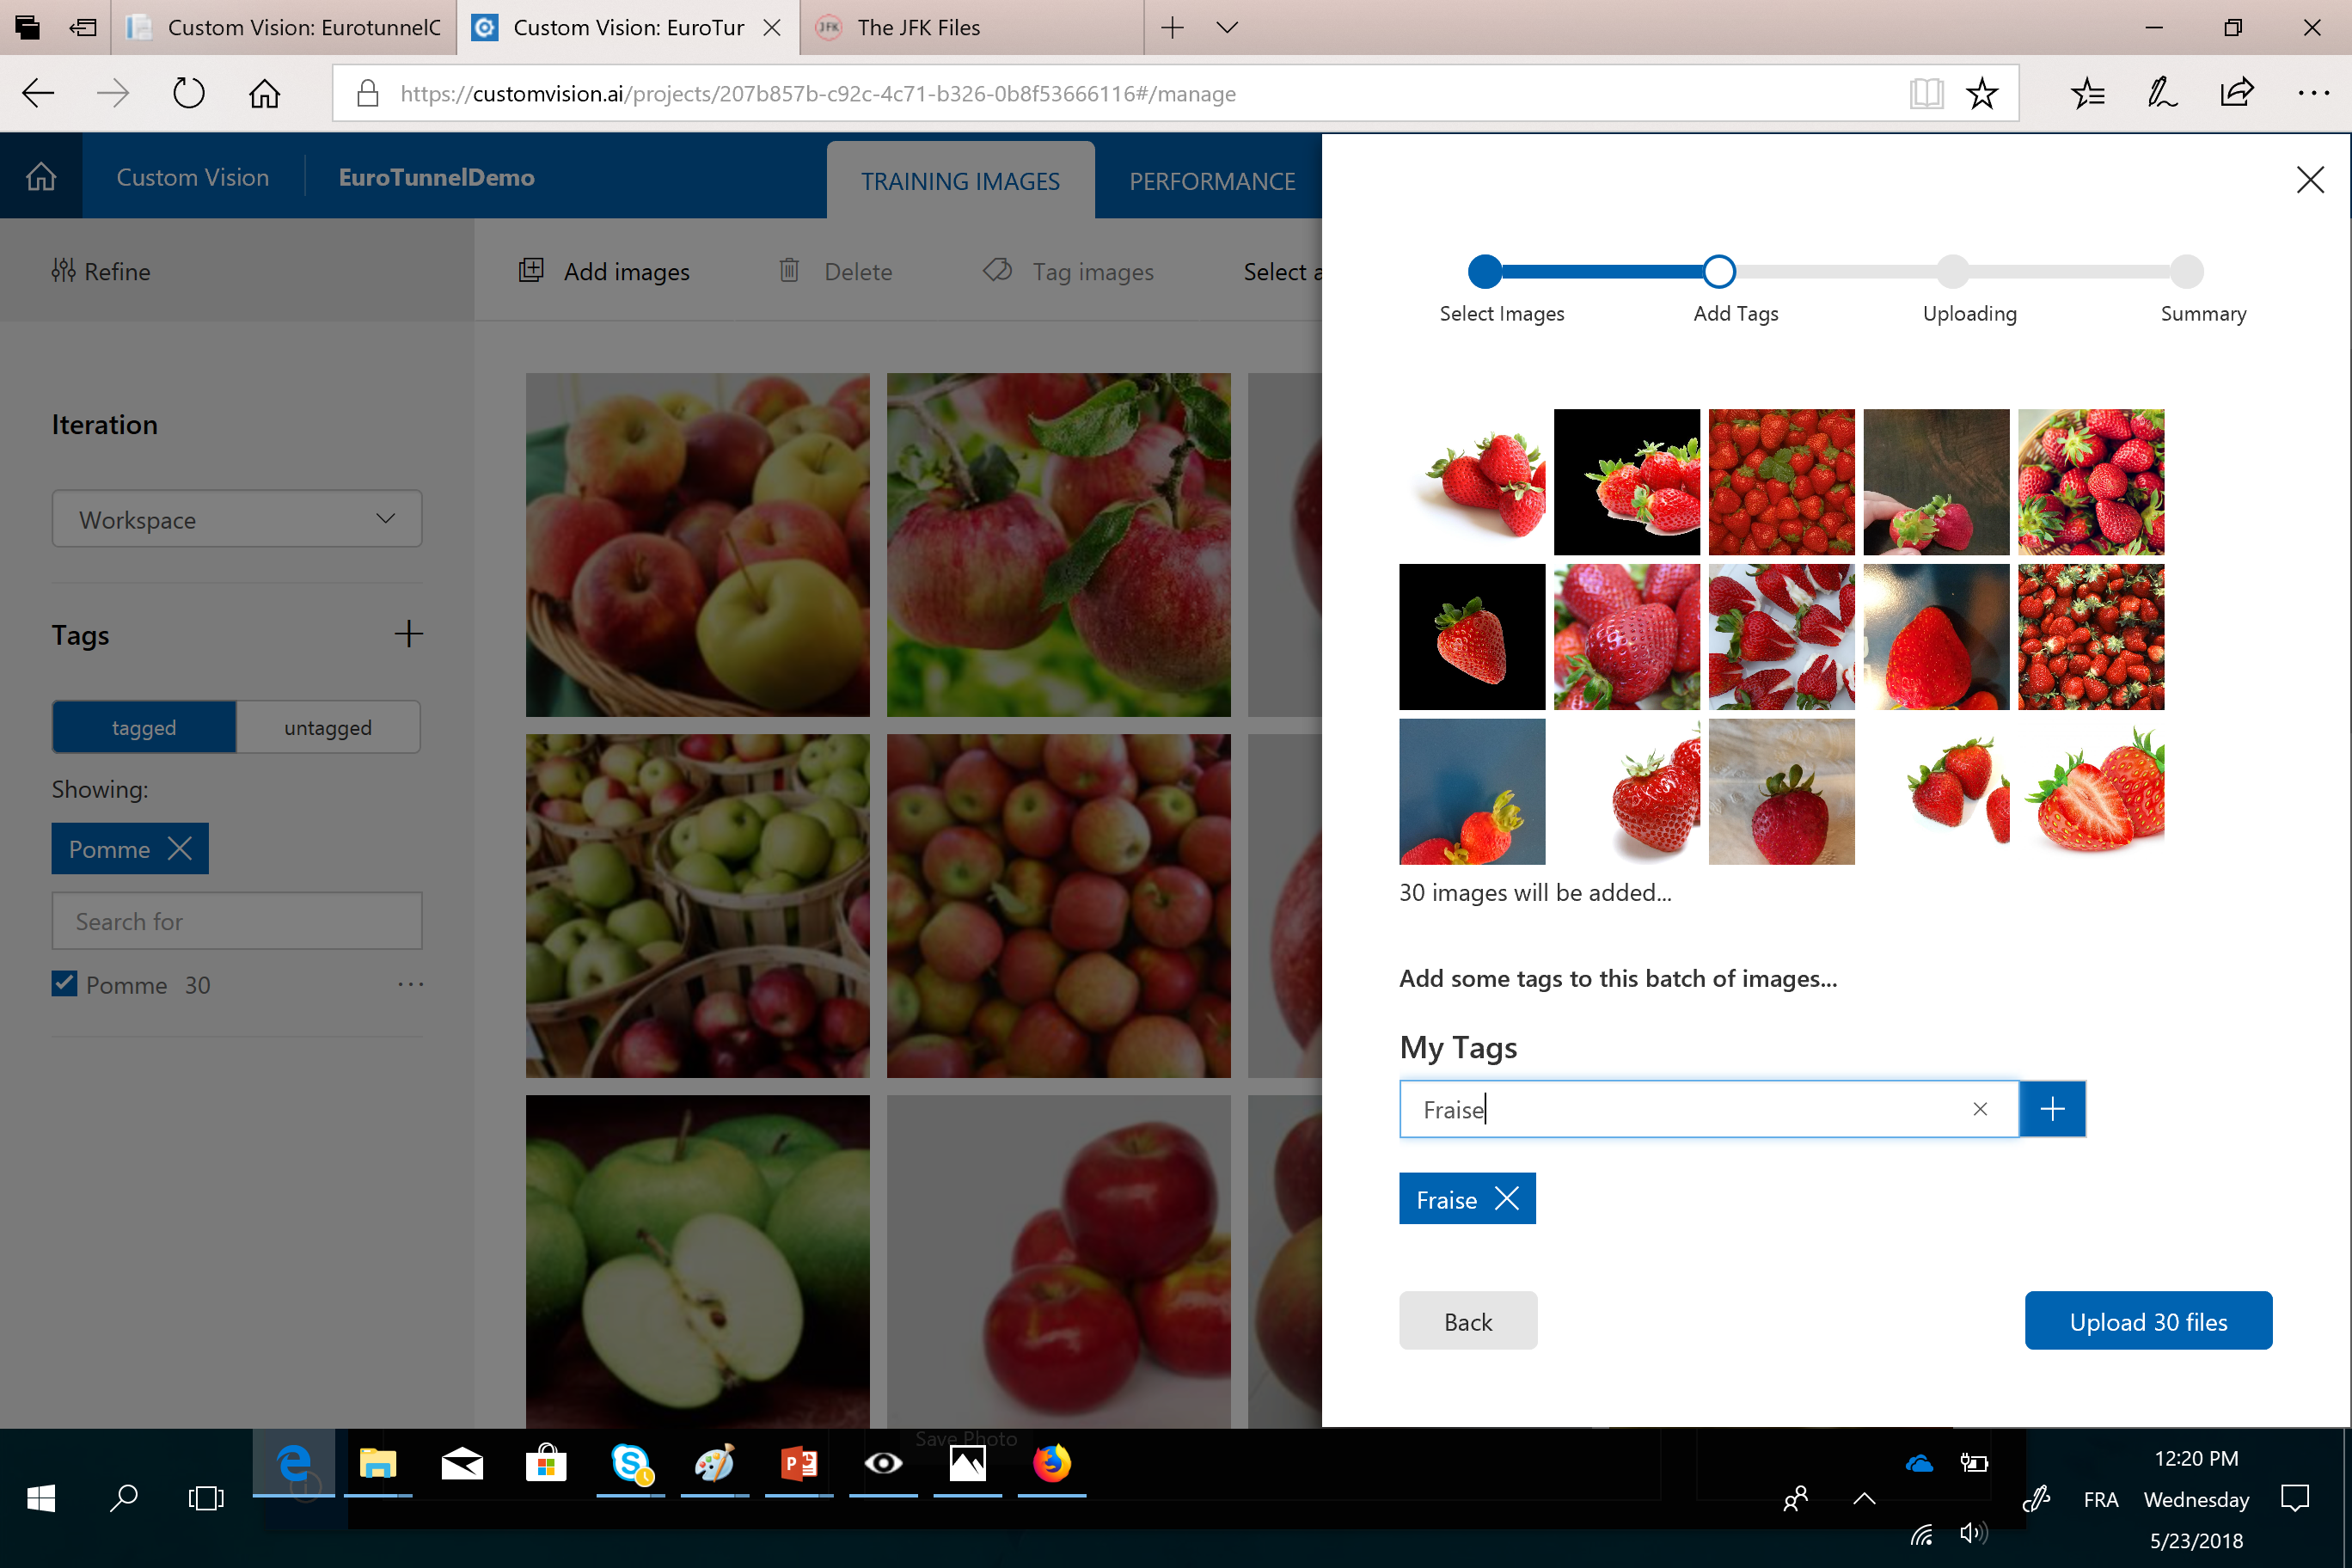 Custom Vision: EurotunnelC
Custom Vision: EuroTur
JFK
The JFK Files
https://customvision.ai/projects/207b857b-c92c-4c71-b326-0b8f53666116#/manage
Custom Vision
EuroTunnelDemo
TRAINING IMAGES
PERFORMANCE
Refine
Add images
Delete
Tag images
Select a
Iteration
Workspace
Tags
tagged
untagged
Showing:
Pomme
Search for
Pomme 30
Select Images
Add Tags
Uploading
Summary
30 images will be added...
Add some tags to this batch of images...
My Tags
Fraise
Fraise
Back
Upload 30 files
Save Photo
12:20 PM
FRA
Wednesday
5/23/2018